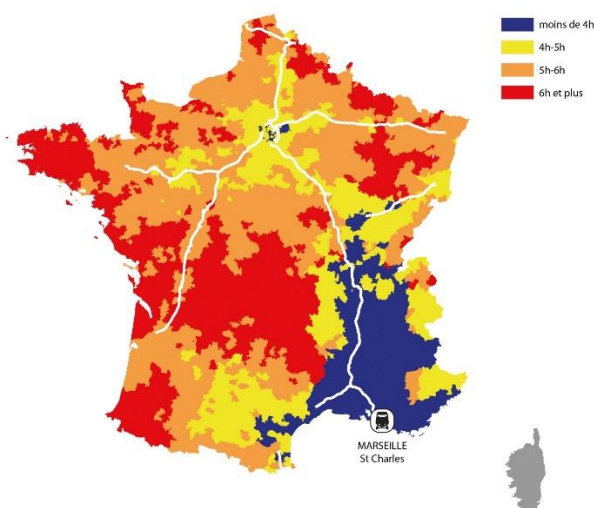 moins de 4h
4h-5h
5h-6h
6h et plus
MARSEILLE
St Charles